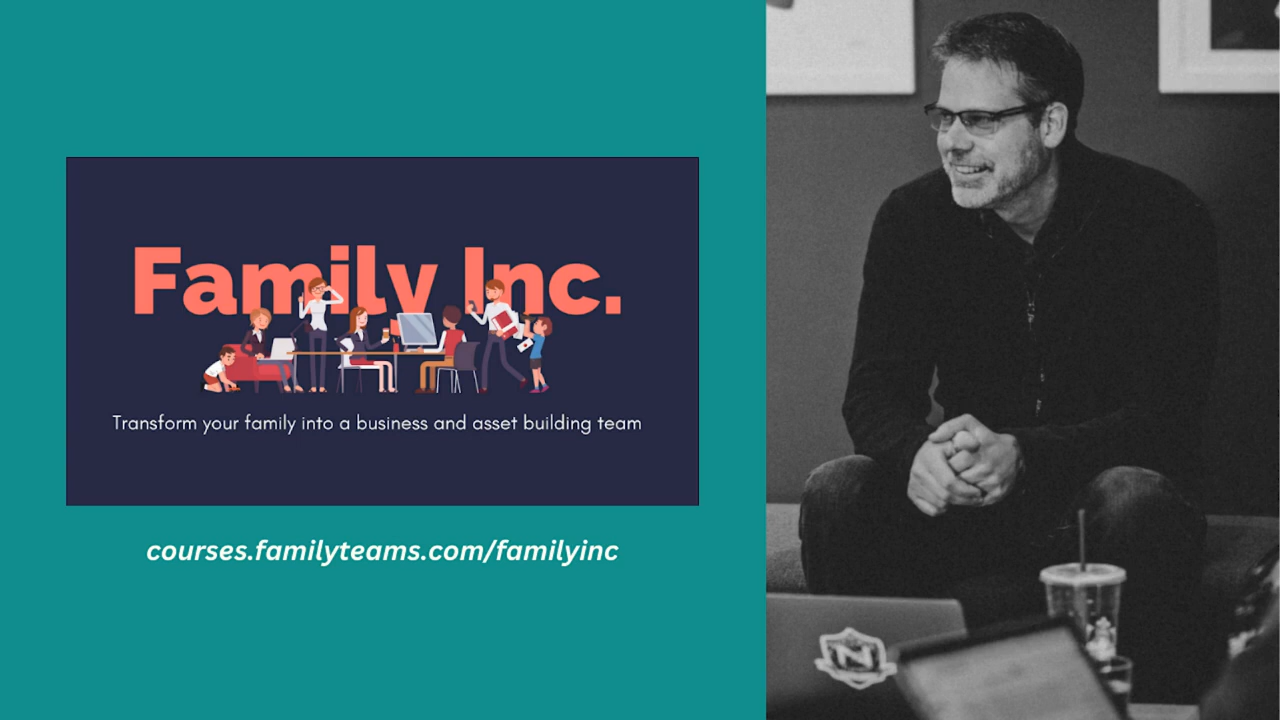 Family Inc.
Transform your family into a business and asset building team
courses.familyteams.com/familyinc
N